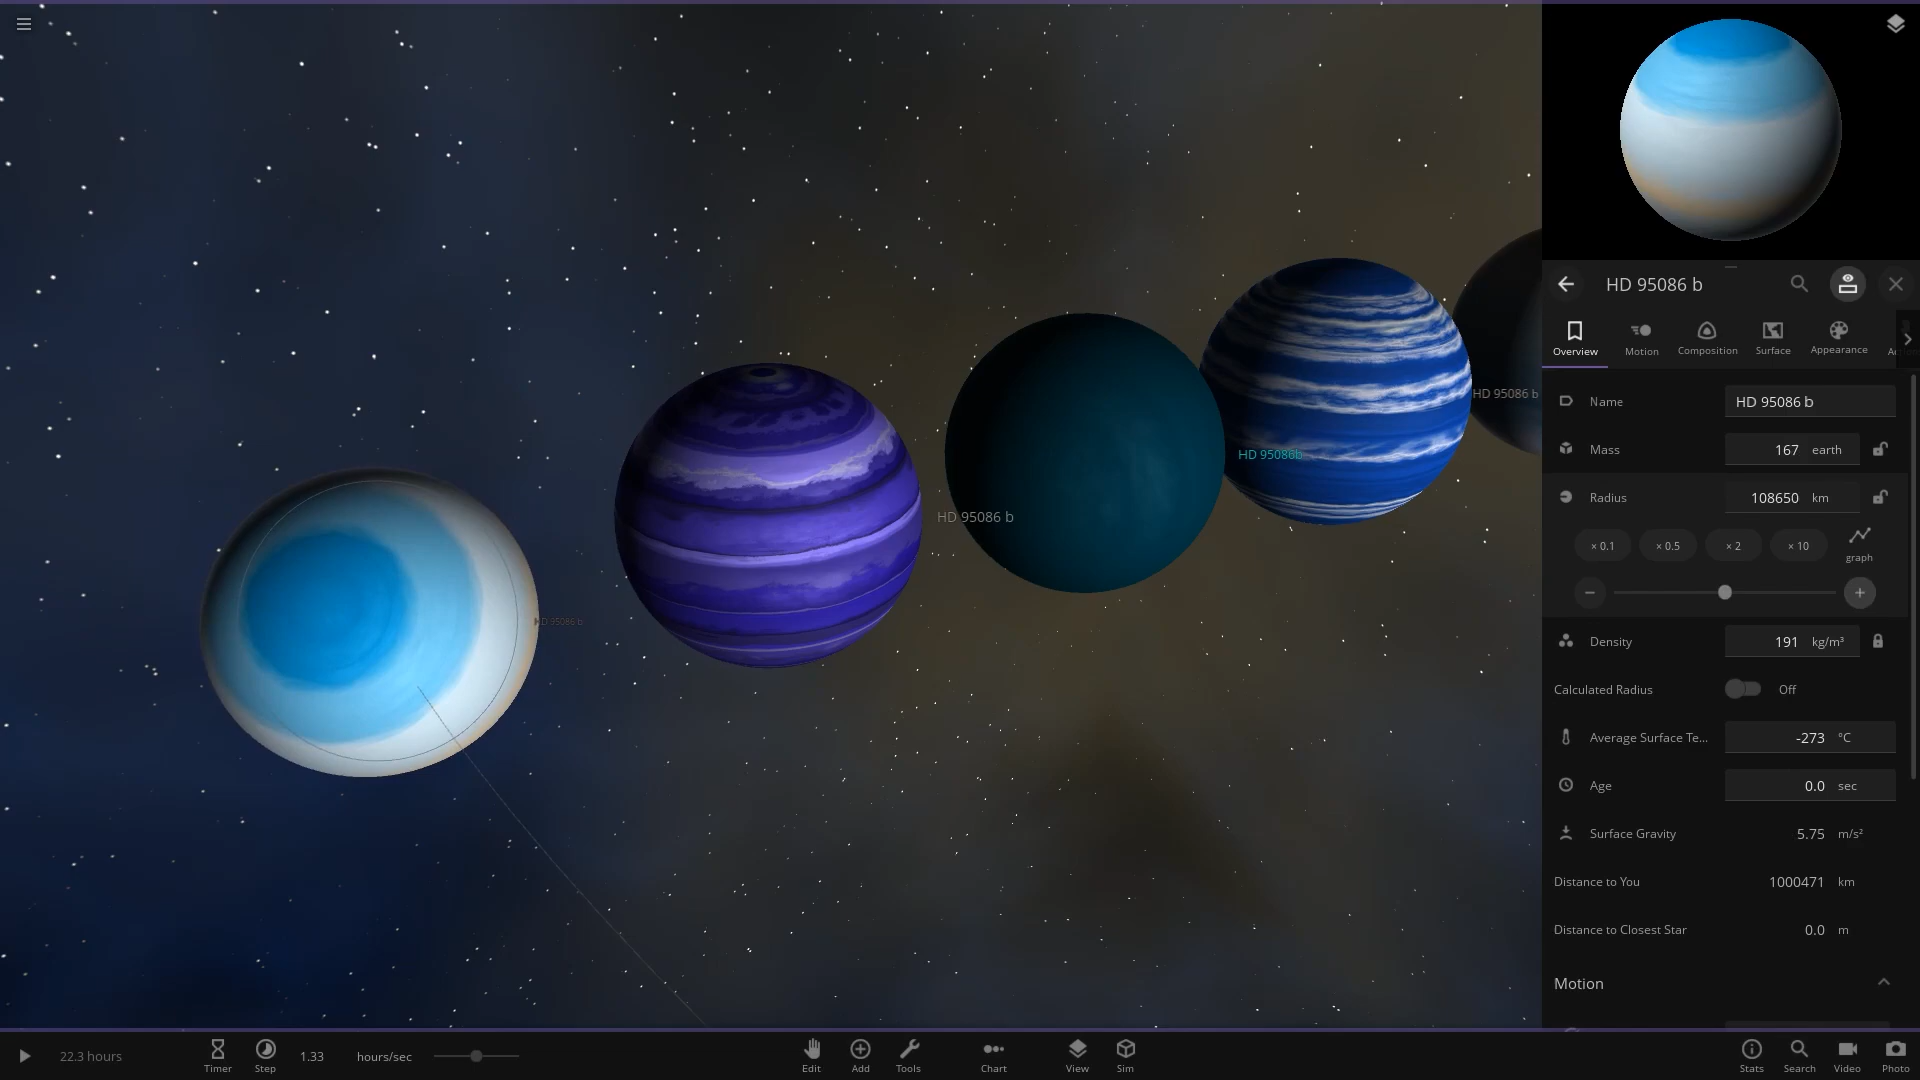 HD 95086 b
Overview
Motion
Composition
Surface
Appearance
Name
HD 95086 b
Mass
167 earth
HD 95086 b
HD 95086b
Radius
108650 km
HD 95086 b
× 0.1
× 0.5
× 2
× 10
graph
HD 95086 b
Density
191 kg/m³
Calculated Radius
Off
Average Surface Te...
-273 °C
Age
0.0 sec
Surface Gravity
5.75 m/s²
Distance to You
1000471 km
Distance to Closest Star
0.0 m
Motion
22.3 hours
Timer
Step
1.33 hours/sec
Edit
Add
Tools
Chart
View
Sim
Stats
Search
Video
Photo